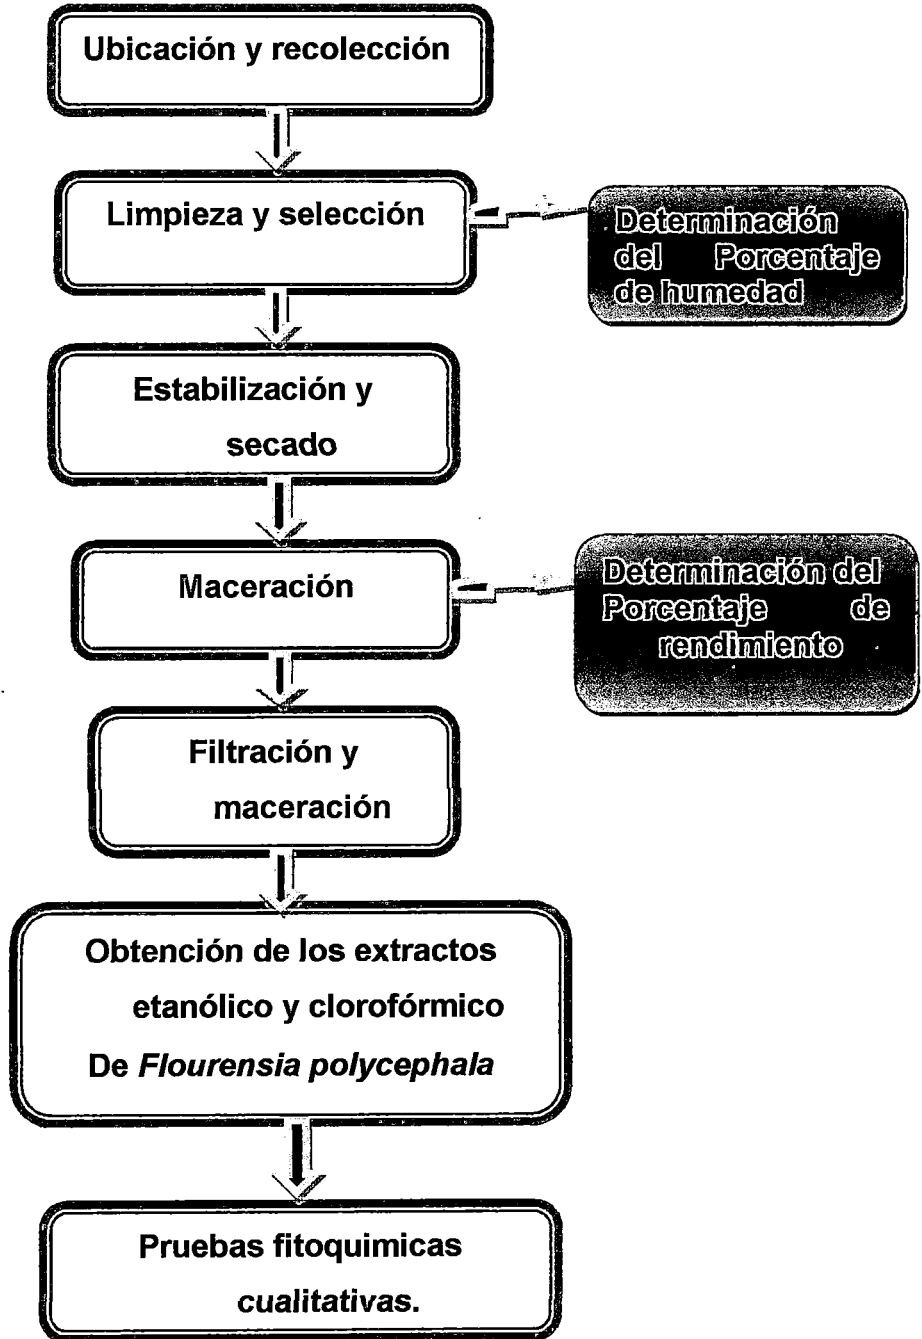 Ubicación y recolección
Limpieza y selección
Determinación
del Porcentaje
de humedad
Estabilización y
secado
Maceración
Determinación del
Porcentaje de
rendimiento
Filtración y
maceración
Obtención de los extractos
etanólico y clorofórmico
De Flourensia polycephala
Pruebas fitoquimicas
cualitativas.